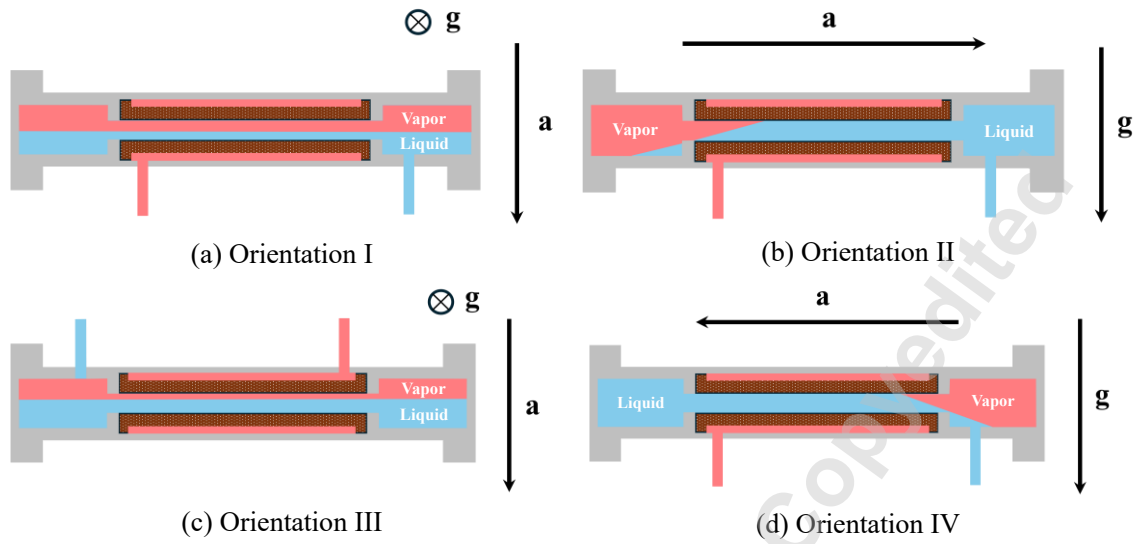 g
a
Vapor
Liquid
(a) Orientation I
a
g
Vapor
Liquid
(b) Orientation II
g
a
Vapor
Liquid
(c) Orientation III
a
g
Liquid
Vapor
(d) Orientation IV
Copyedited